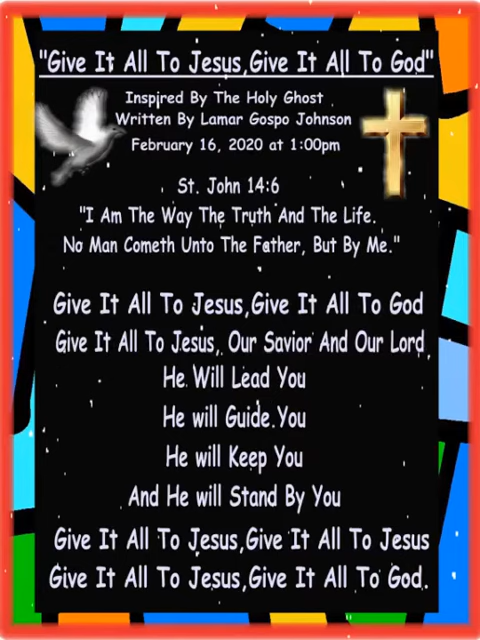 "Give It All To Jesus,Give It All To God"
Inspired By The Holy Ghost
Written By Lamar Gospo Johnson
February 16, 2020 at 1:00pm
St. John 14:6
"I Am The Way The Truth And The Life.
No Man Cometh Unto The Father, But By Me."
Give It All To Jesus,Give It All To God
Give It All To Jesus, Our Savior And Our Lord
He Will Lead You
He will Guide You
He will Keep You
And He will Stand By You
Give It All To Jesus,Give It All To Jesus
Give It All To Jesus,Give It All To God.